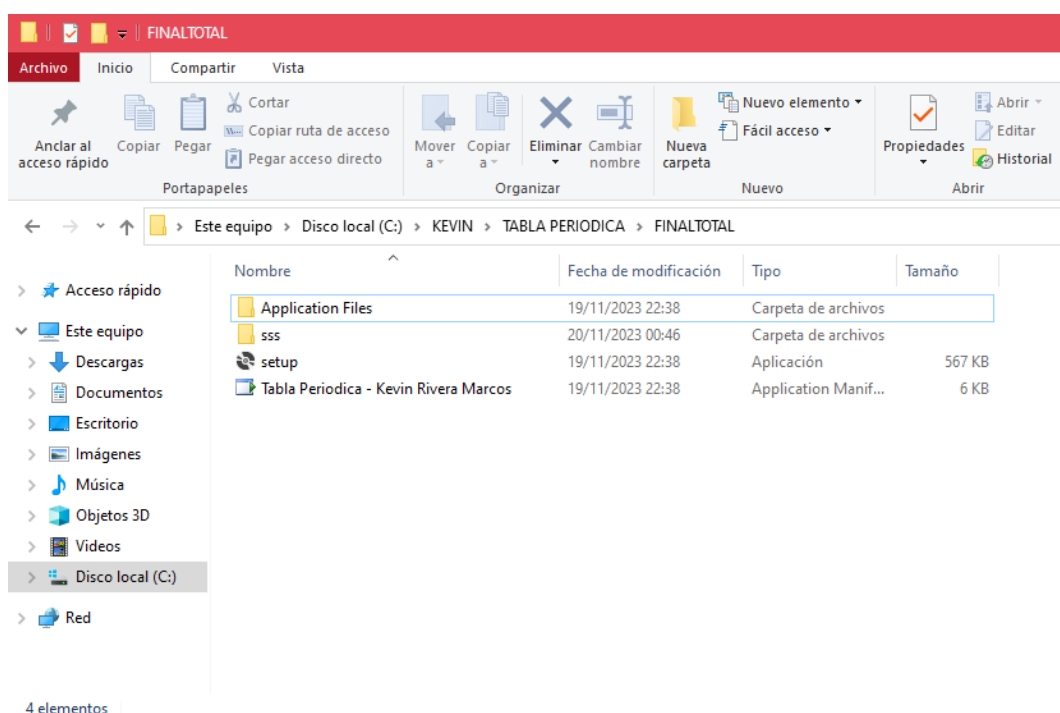 FINALTOTAL
Archivo Inicio Compartir Vista
Anclar al acceso rápido
Copiar
Pegar
Cortar
Copiar ruta de acceso
Pegar acceso directo
Portapapeles
Mover a
Copiar a
Eliminar
Cambiar nombre
Organizar
Nueva carpeta
Nuevo elemento
Fácil acceso
Nuevo
Propiedades
Abrir
Editar
Historial
Abrir
Este equipo > Disco local (C:) > KEVIN > TABLA PERIODICA > FINALTOTAL
Acceso rápido
Este equipo
Descargas
Documentos
Escritorio
Imágenes
Música
Objetos 3D
Videos
Disco local (C:)
Red
Nombre Fecha de modificación Tipo Tamaño
Application Files 19/11/2023 22:38 Carpeta de archivos
sss 20/11/2023 00:46 Carpeta de archivos
setup 19/11/2023 22:38 Aplicación 567 KB
Tabla Periodica - Kevin Rivera Marcos 19/11/2023 22:38 Application Manif... 6 KB
4 elementos